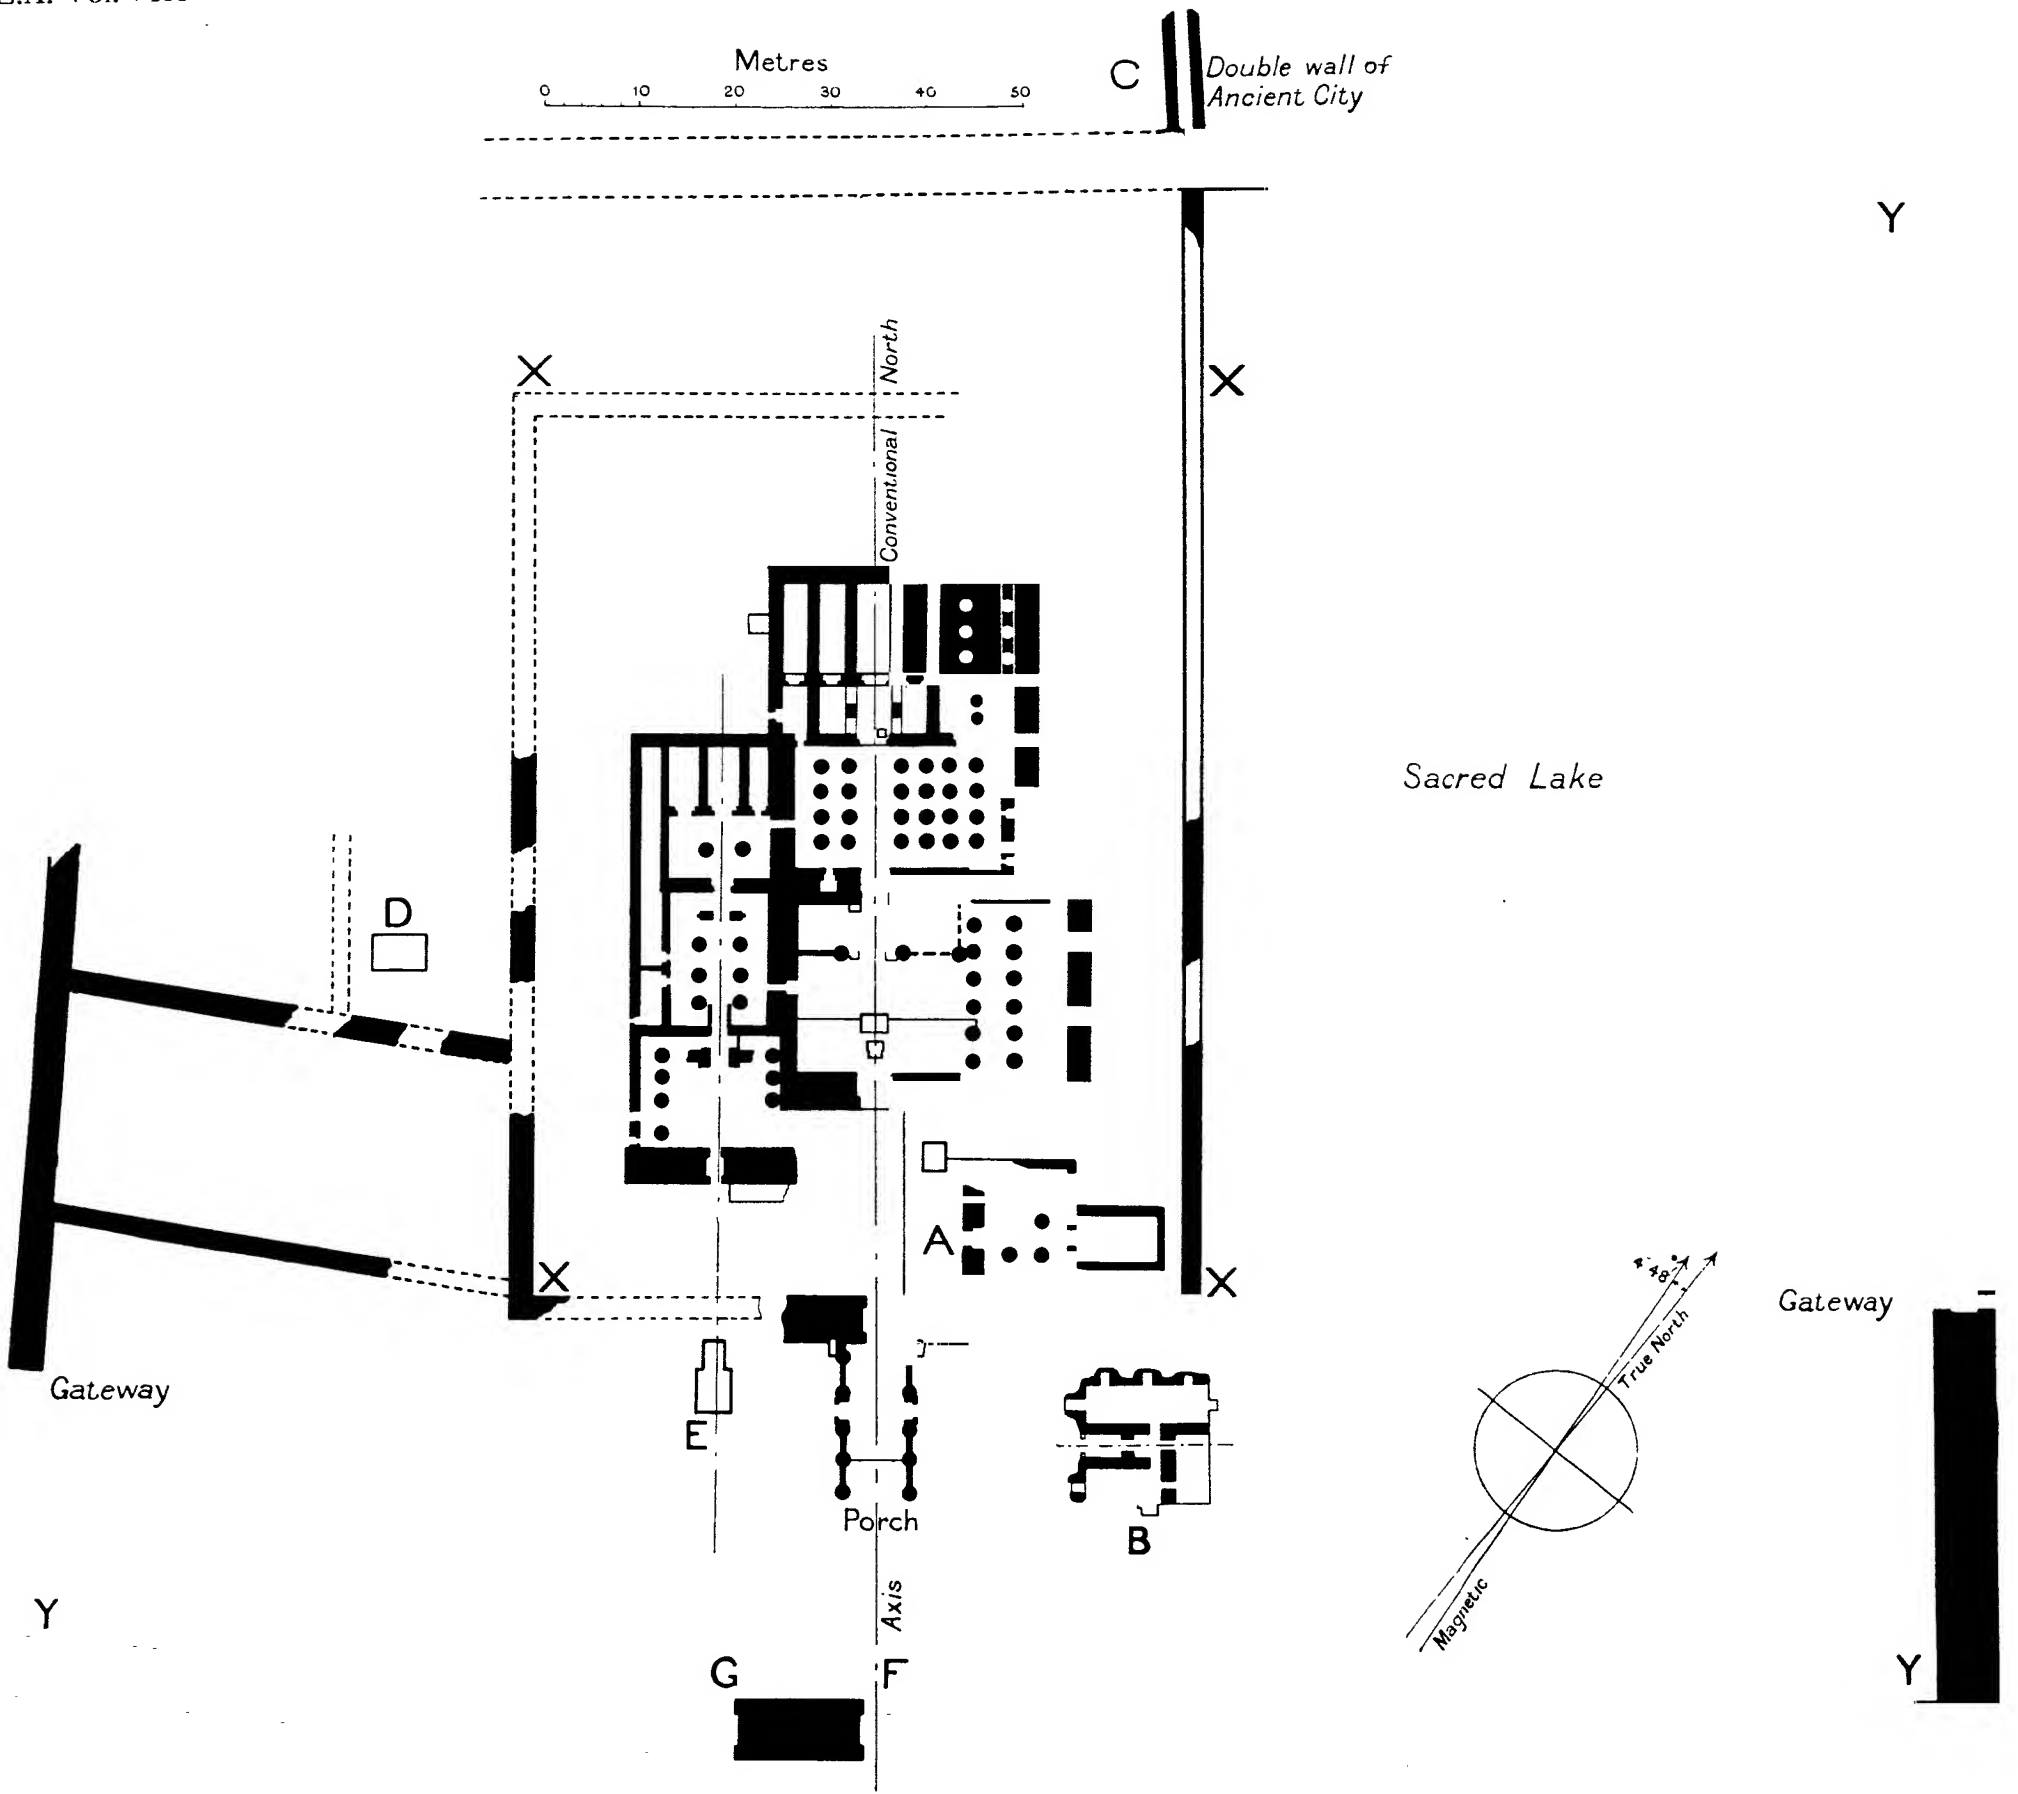 Metres
0 10 20 30 40 50
C
Double wall of
Ancient City
Y
Conventional North
X
X
Sacred Lake
D
A
X
X
4° 48'
True North
Magnetic
Gateway
Gateway
E
Porch
B
Axis
Y
G
F
Y